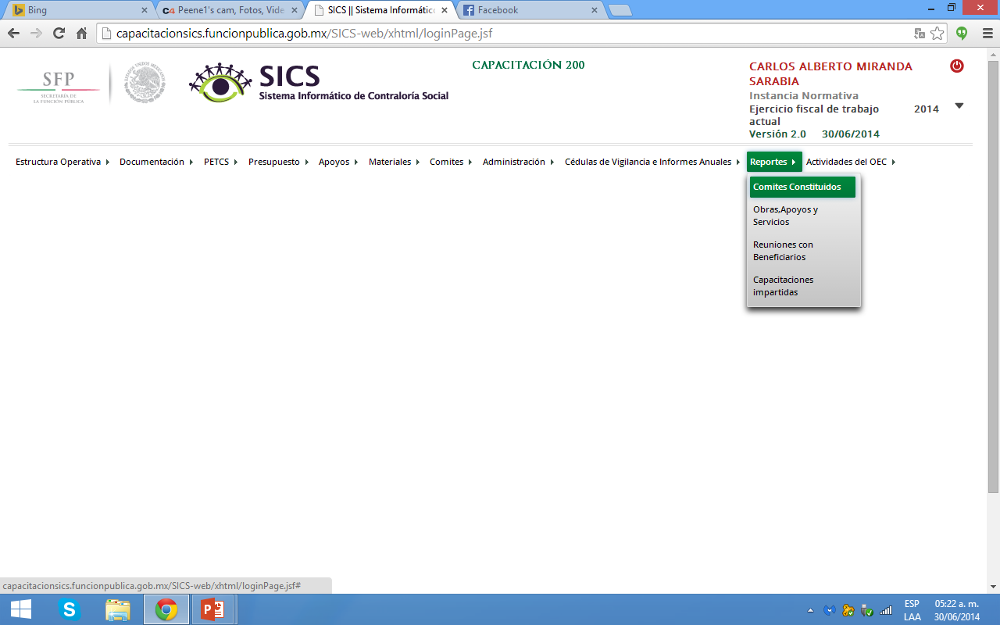 Bing
C4 Peene1's cam, Fotos, Vide
SICS || Sistema Informátic
Facebook
capacitacionsics.funcionpublica.gob.mx/SICS-web/xhtml/loginPage.jsf
SFP
SECRETARÍA DE
LA FUNCIÓN PÚBLICA
ESTADOS UNIDOS MEXICANOS
SICS
Sistema Informático de Contraloría Social
CAPACITACIÓN 200
CARLOS ALBERTO MIRANDA
SARABIA
Instancia Normativa
Ejercicio fiscal de trabajo 2014
actual
Versión 2.0 30/06/2014
Estructura Operativa Documentación PETCS Presupuesto Apoyos Materiales Comites Administración Cédulas de Vigilancia e Informes Anuales Reportes Actividades del OEC
Comites Constituidos
Obras,Apoyos y
Servicios
Reuniones con
Beneficiarios
Capacitaciones
impartidas
capacitacionsics.funcionpublica.gob.mx/SICS-web/xhtml/loginPage.jsf#
ESP 05:22 a. m.
LAA 30/06/2014